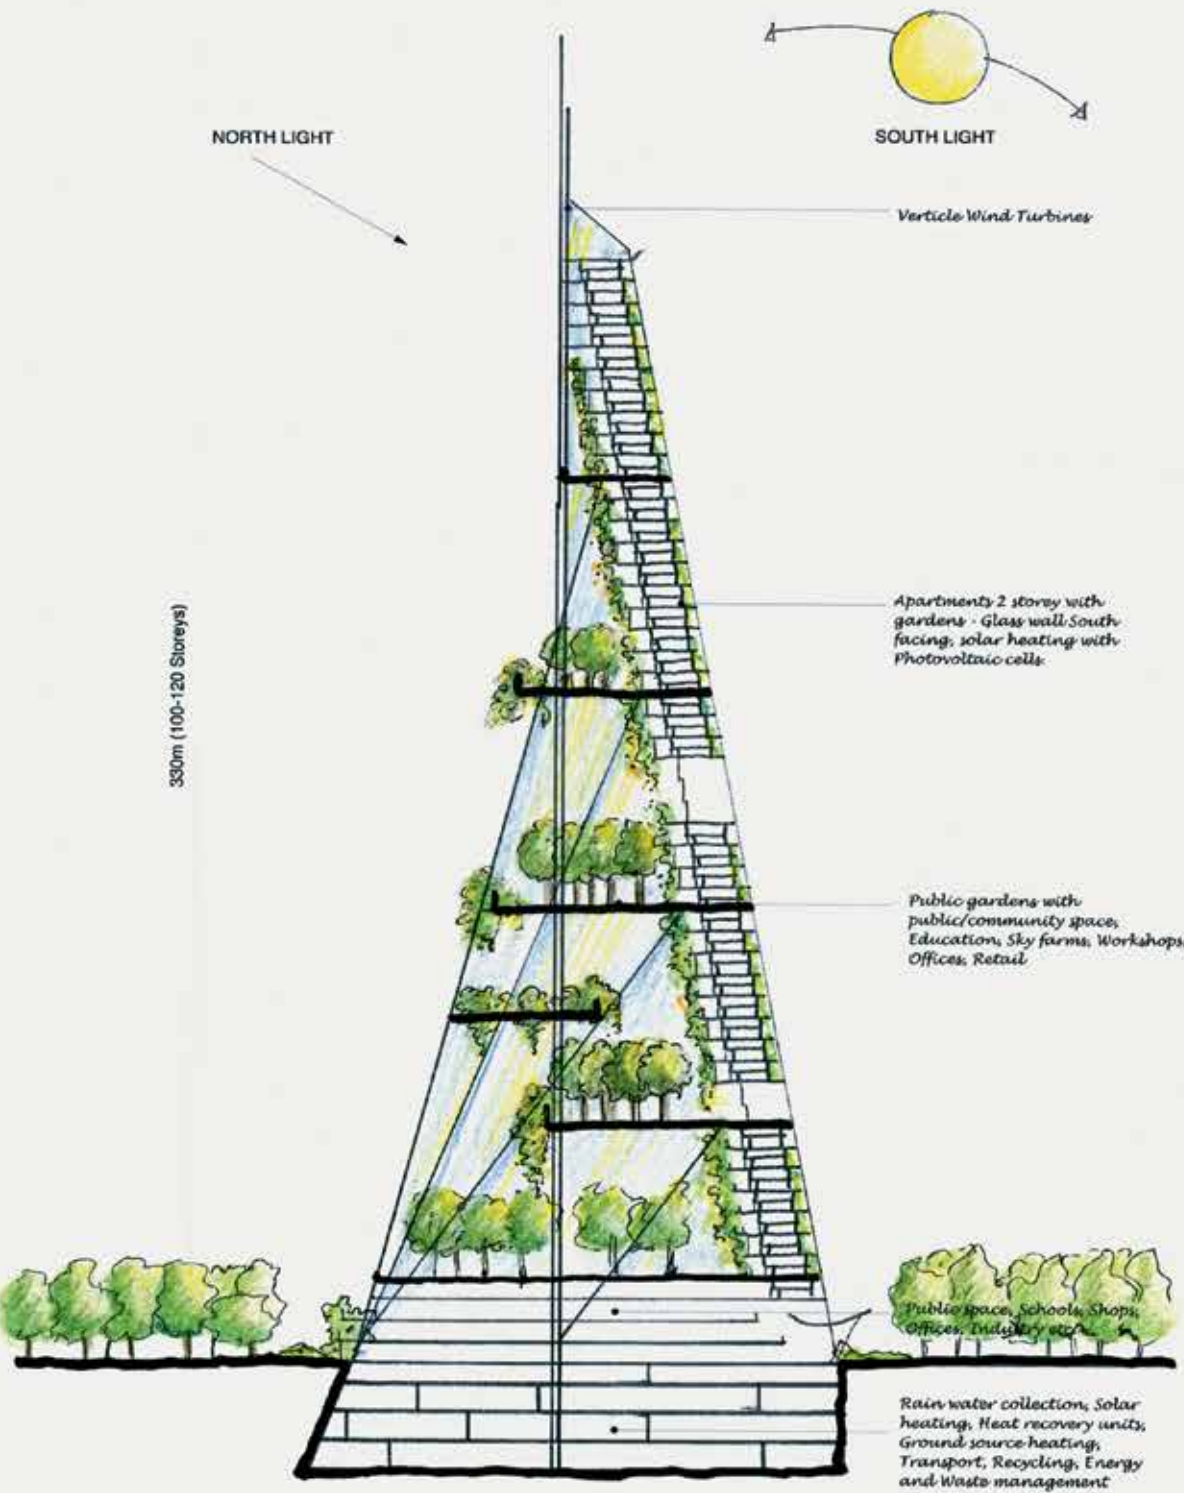 NORTH LIGHT
SOUTH LIGHT
Verticle Wind Turbines
330m (100-120 Storeys)
Apartments 2 storey with
gardens - Glass wall South
facing, solar heating with
Photovoltaic cells.
Public gardens with
public/community space,
Education, Sky farms, Workshops,
Offices, Retail
Public space, Schools, Shops,
Offices, Industry etc
Rain water collection, Solar
heating, Heat recovery units,
Ground source heating,
Transport, Recycling, Energy
and Waste management